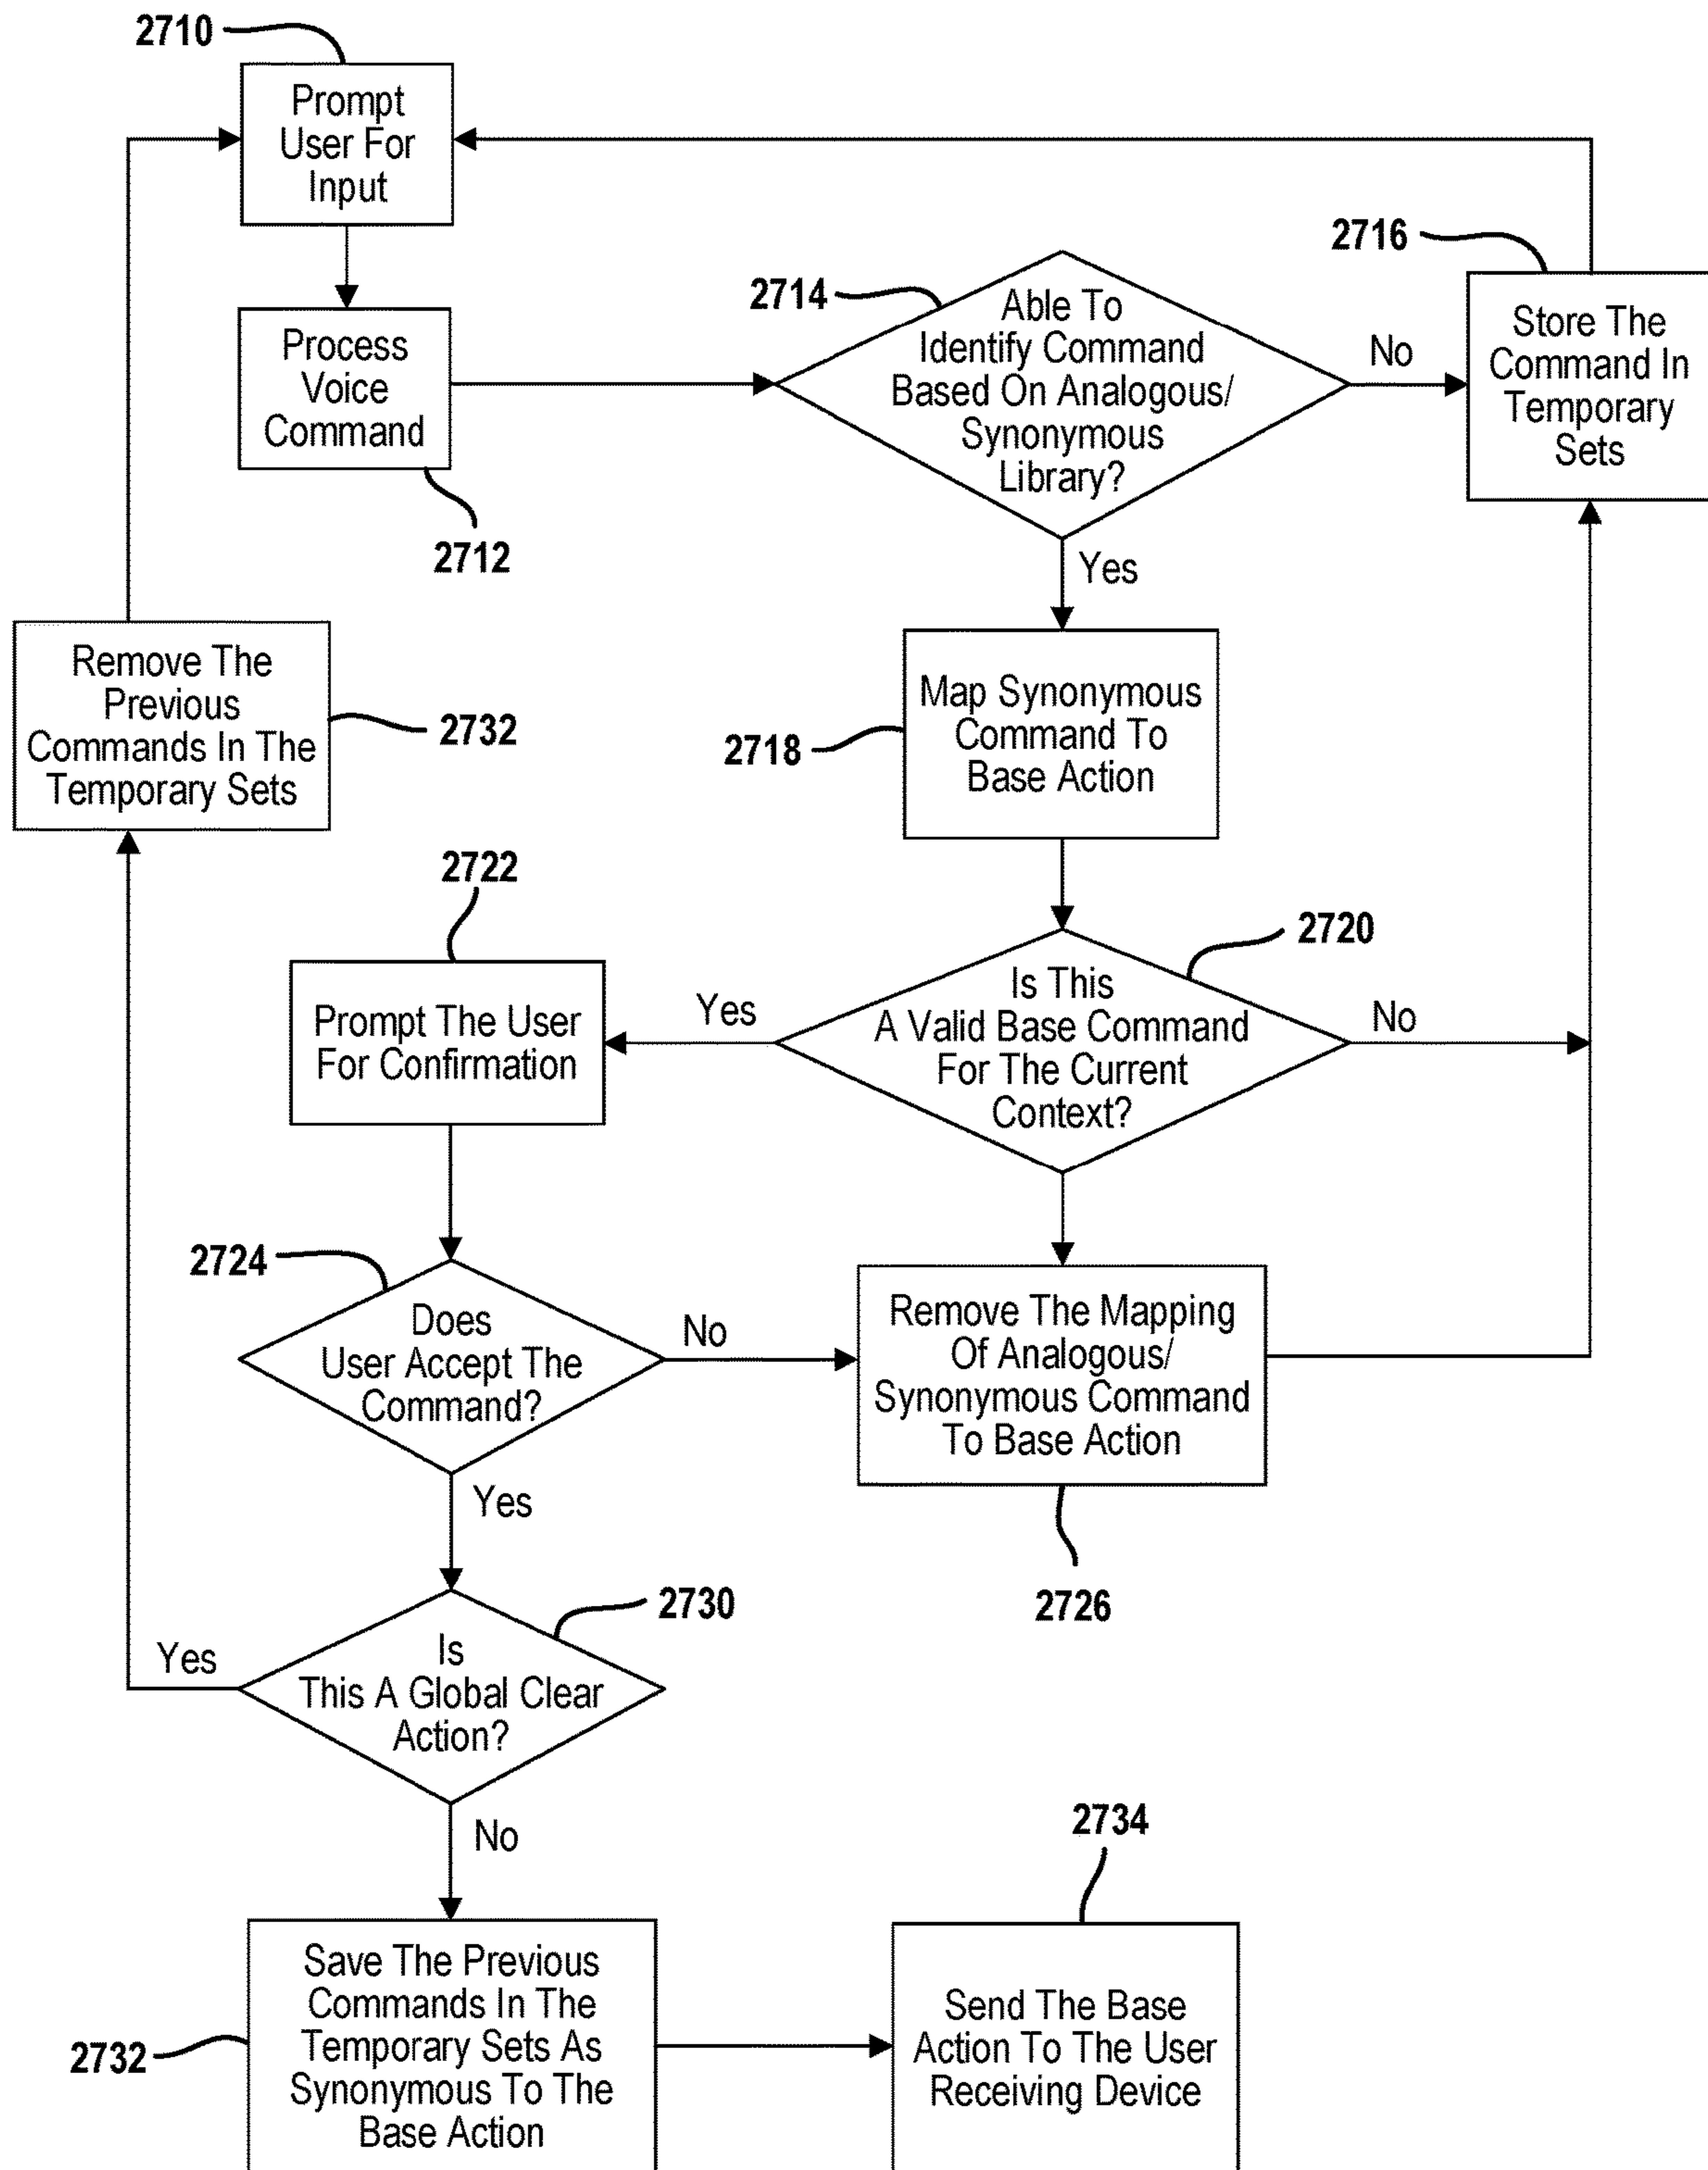 2710
Prompt
User For
Input
2716
2714
Able To
Identify Command
Based On Analogous/
Synonymous
Library?
No
Store The
Command In
Temporary
Sets
Process
Voice
Command
2712
Yes
Remove The
Previous
Commands In The
Temporary Sets
2732
Map Synonymous
Command To
Base Action
2718
2722
2720
Prompt The User
For Confirmation
Yes
Is This
A Valid Base Command
For The Current
Context?
No
2724
Does
User Accept The
Command?
No
Remove The Mapping
Of Analogous/
Synonymous Command
To Base Action
Yes
2726
2730
Yes
Is
This A Global Clear
Action?
No
2734
Save The Previous
Commands In The
Temporary Sets As
Synonymous To The
Base Action
2732
Send The Base
Action To The User
Receiving Device